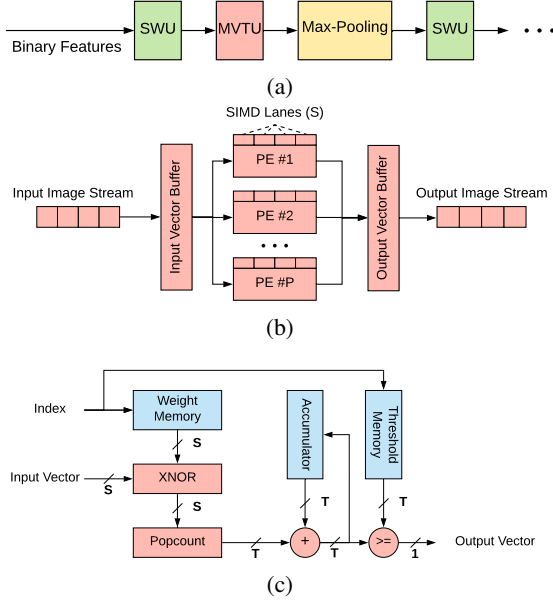 Binary Features
SWU
MVTU
Max-Pooling
SWU
(a)
SIMD Lanes (S)
Input Image Stream
Input Vector Buffer
PE #1
PE #2
PE #P
Output Vector Buffer
Output Image Stream
(b)
Index
Weight
Memory
Accumulator
Threshold
Memory
S
T
T
Input Vector
S
XNOR
S
Popcount
T
+
T
>=
1
Output Vector
(c)